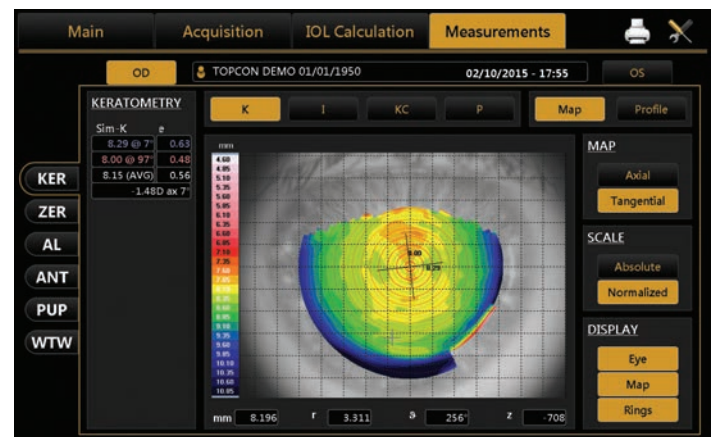 Main Acquisition IOL Calculation Measurements
OD TOPCON DEMO 01/01/1950 02/10/2015 - 17:55 OS
KERATOMETRY
K I KC P Map Profile
Sim-K e
8.29 @ 7° 0.63
8.00 @ 97° 0.48
8.15 (AVG) 0.56
-1.48D ax 7°
KER
ZER
AL
ANT
PUP
WTW
mm
4.60
4.85
5.10
5.35
5.60
5.85
6.10
6.35
6.60
6.85
7.10
7.35
7.60
7.85
8.35
8.60
8.85
9.10
9.35
9.60
9.85
10.10
10.35
10.60
10.85
8.00
8.29
MAP
Axial
Tangential
SCALE
Absolute
Normalized
DISPLAY
Eye
Map
Rings
mm 8.196 r 3.311 a 256° z -708